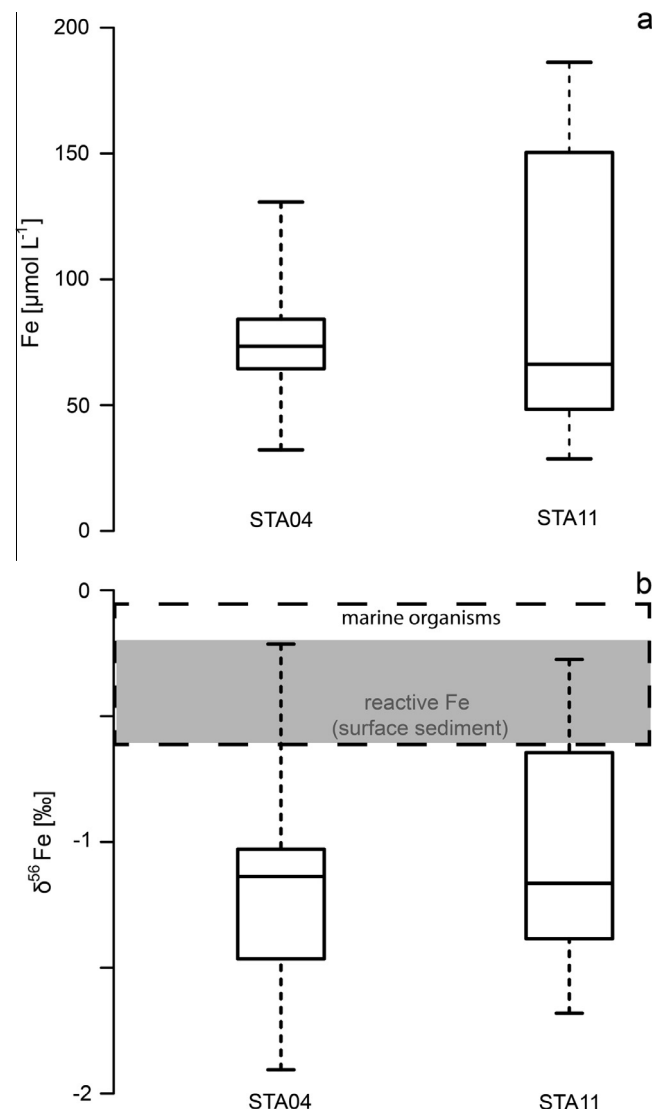 a
200
150
100
50
0
Fe [µmol L⁻¹]
STA04
STA11
b
0
-1
-2
δ⁵⁶Fe [‰]
marine organisms
reactive Fe
(surface sediment)
STA04
STA11